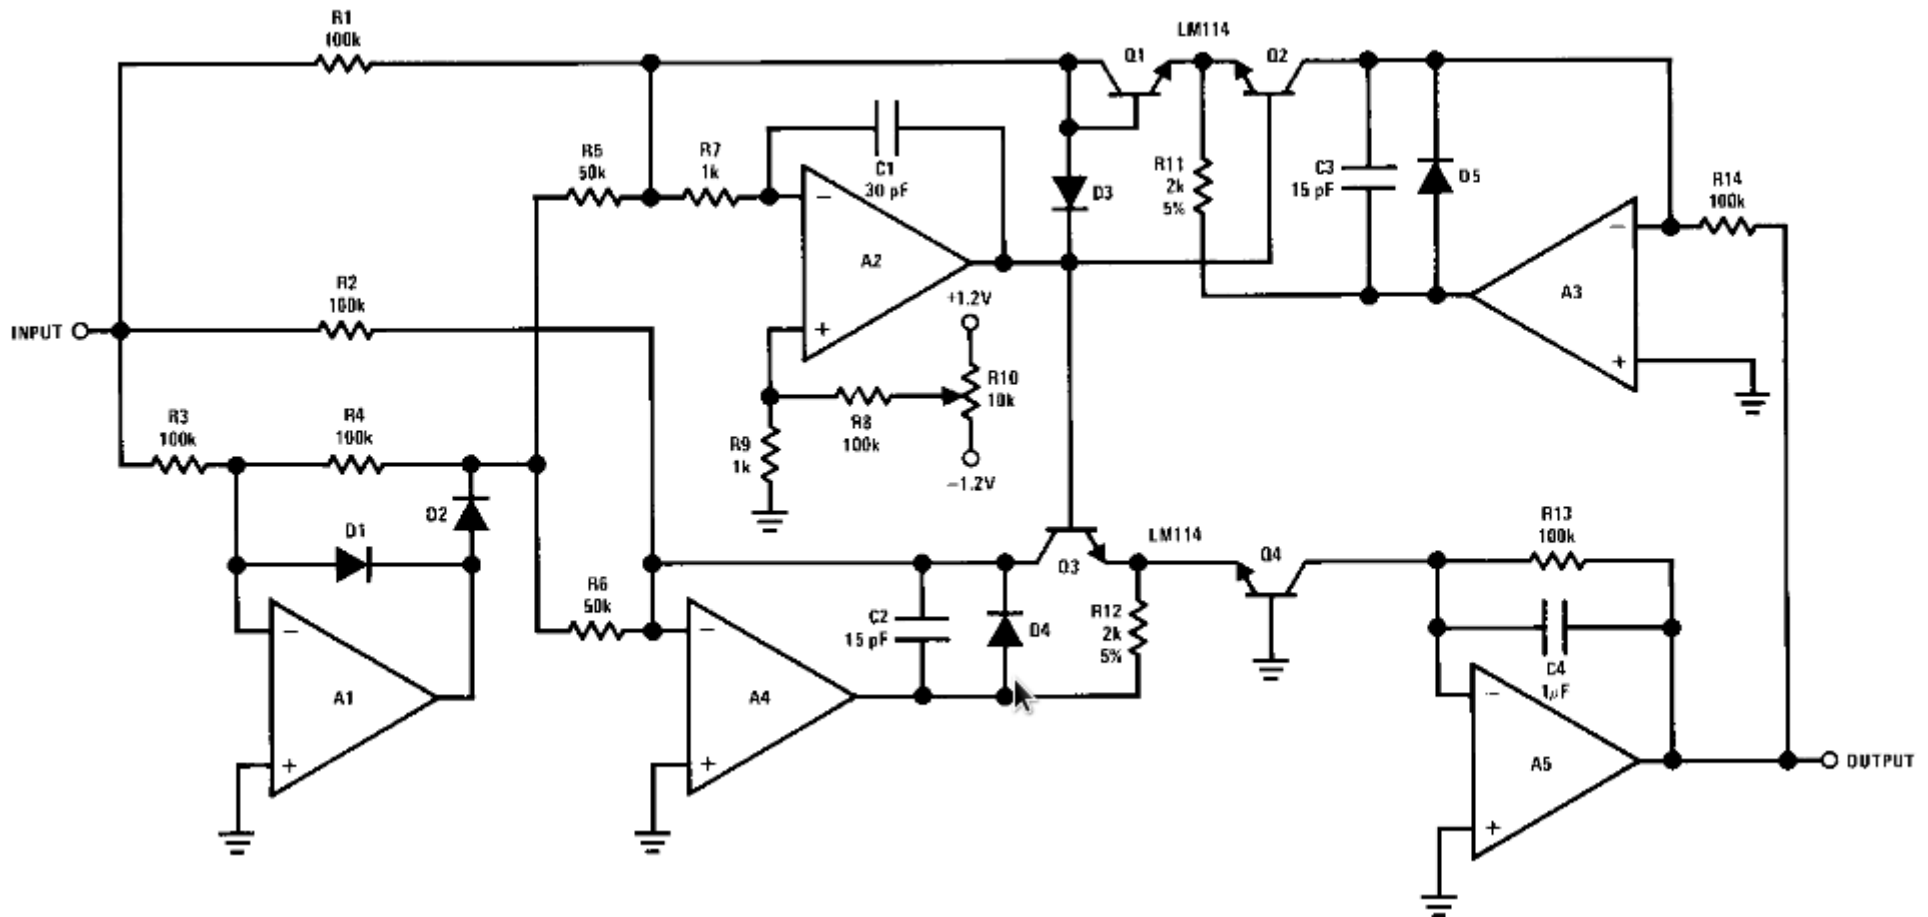 R1
100k
LM114
Q1
Q2
R5
50k
R7
1k
C1
30 pF
D3
R11
2k
5%
C3
15 pF
D5
R14
100k
−
A2
+
−
A3
+
R2
100k
INPUT
+1.2V
R10
10k
−1.2V
R8
100k
R9
1k
R3
100k
R4
100k
D2
D1
R6
50k
C2
15 pF
D4
Q3
LM114
R12
2k
5%
Q4
R13
100k
C4
1µF
−
A1
+
−
A4
+
−
A5
+
OUTPUT